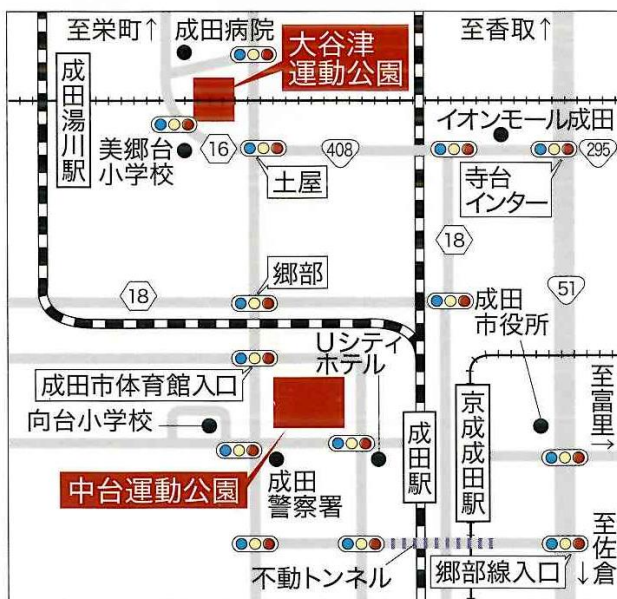 至栄町↑
成田病院
大谷津
運動公園
至香取↑
成田湯川駅
イオンモール成田
美郷台
小学校
16
408
295
土屋
寺台
インター
18
郷部
18
51
成田
市役所
Uシティ
ホテル
成田市体育館入口
至富里→
向台小学校
成田駅
京成成田駅
中台運動公園
成田
警察署
不動トンネル
郷部線入口
至佐倉
↓